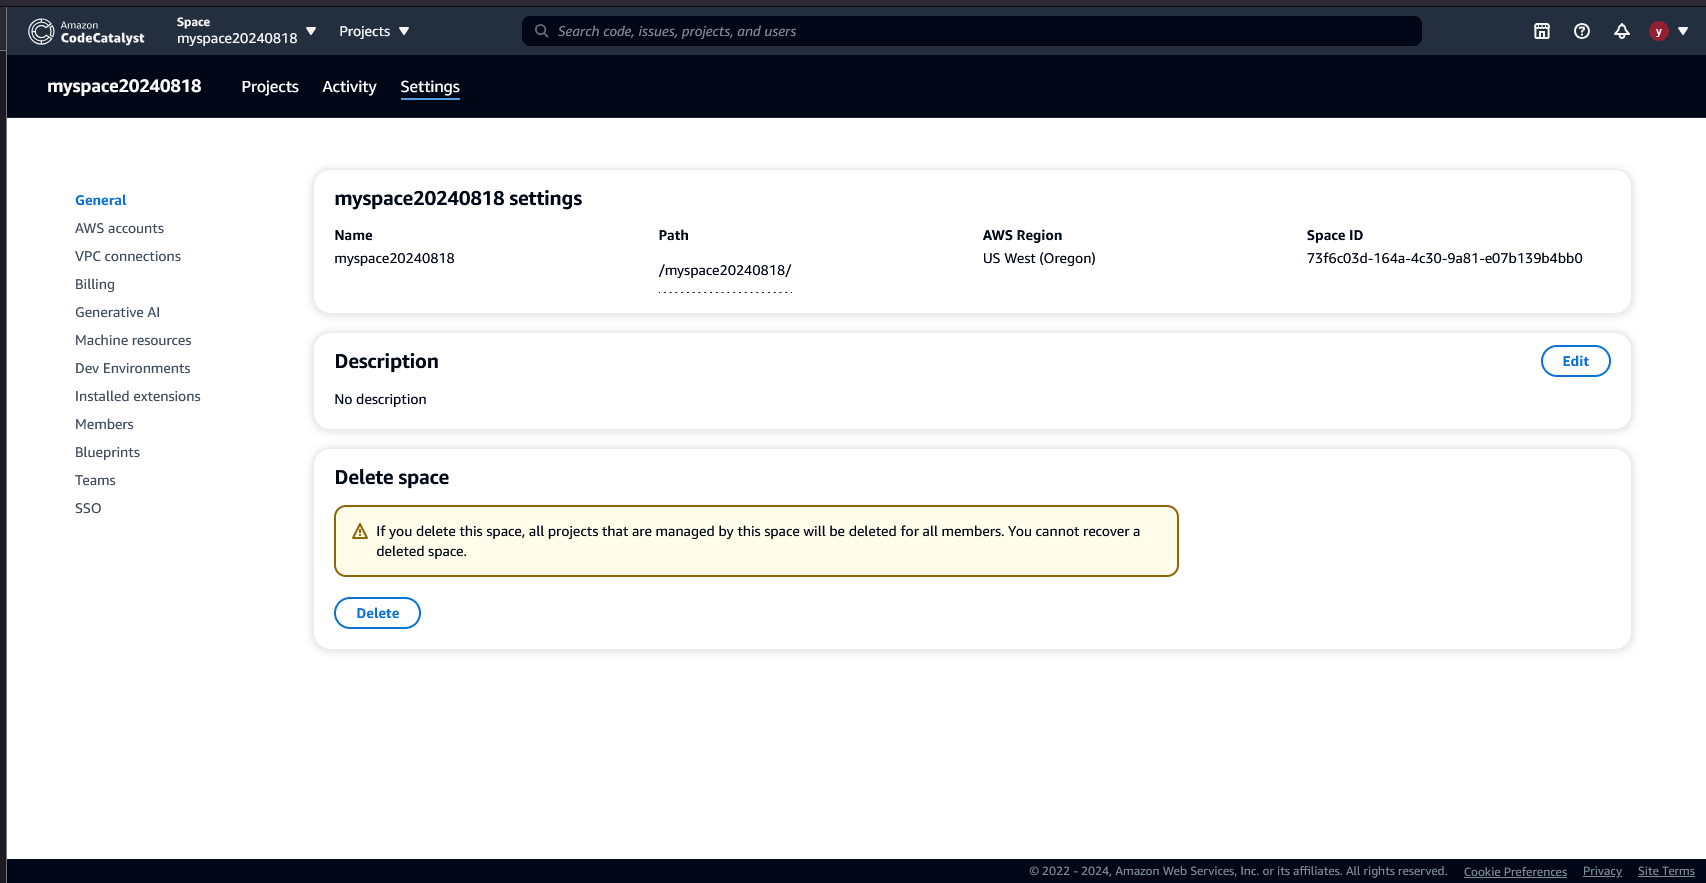 Amazon
CodeCatalyst
Space
myspace20240818
Projects
Search code, issues, projects, and users
y
myspace20240818
Projects
Activity
Settings
General
AWS accounts
VPC connections
Billing
Generative AI
Machine resources
Dev Environments
Installed extensions
Members
Blueprints
Teams
SSO
myspace20240818 settings
Name
myspace20240818
Path
/myspace20240818/
AWS Region
US West (Oregon)
Space ID
73f6c03d-164a-4c30-9a81-e07b139b4bb0
Description
Edit
No description
Delete space
If you delete this space, all projects that are managed by this space will be deleted for all members. You cannot recover a
deleted space.
Delete
© 2022 - 2024, Amazon Web Services, Inc. or its affiliates. All rights reserved.
Cookie Preferences
Privacy
Site Terms